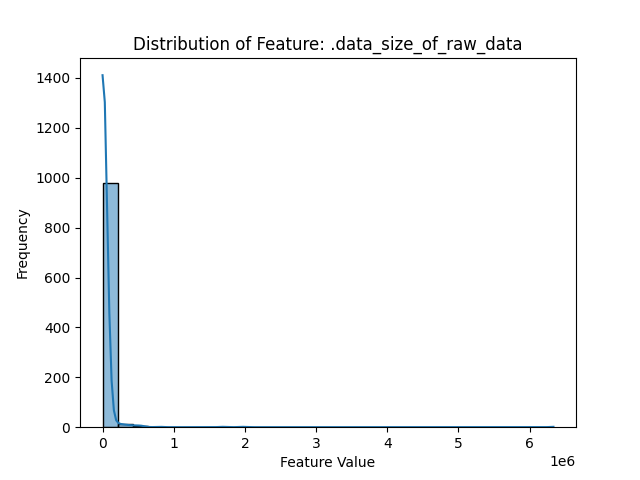 Distribution of Feature: .data_size_of_raw_data
1400
1200
1000
800
600
400
200
0
Frequency
0 1 2 3 4 5 6
1e6
Feature Value